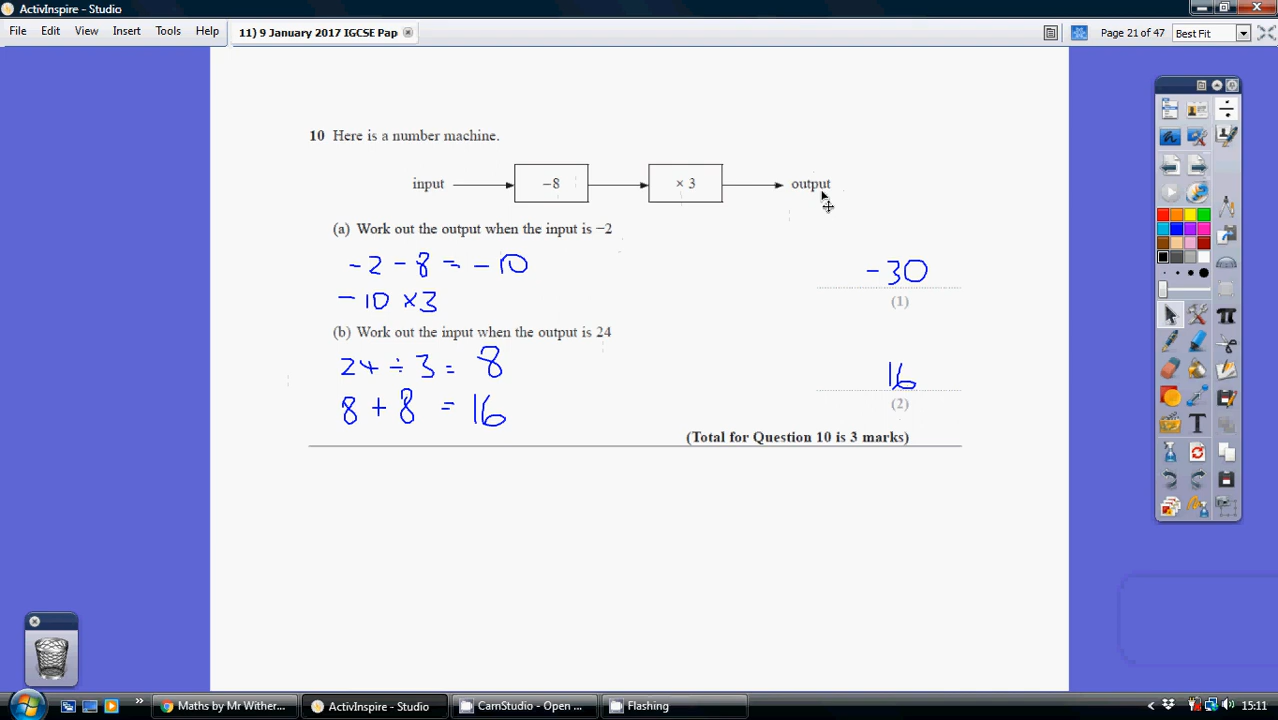 ActivInspire - Studio
File Edit View Insert Tools Help
11) 9 January 2017 IGCSE Pap
Page 21 of 47
Best Fit
10 Here is a number machine.
input −8 × 3 output
(a) Work out the output when the input is −2
-2 - 8 = -10
-10 × 3
-30
(1)
(b) Work out the input when the output is 24
24 ÷ 3 = 8
8 + 8 = 16
16
(2)
(Total for Question 10 is 3 marks)
Maths by Mr Wither...
ActivInspire - Studio
CamStudio - Open ...
Flashing
15:11